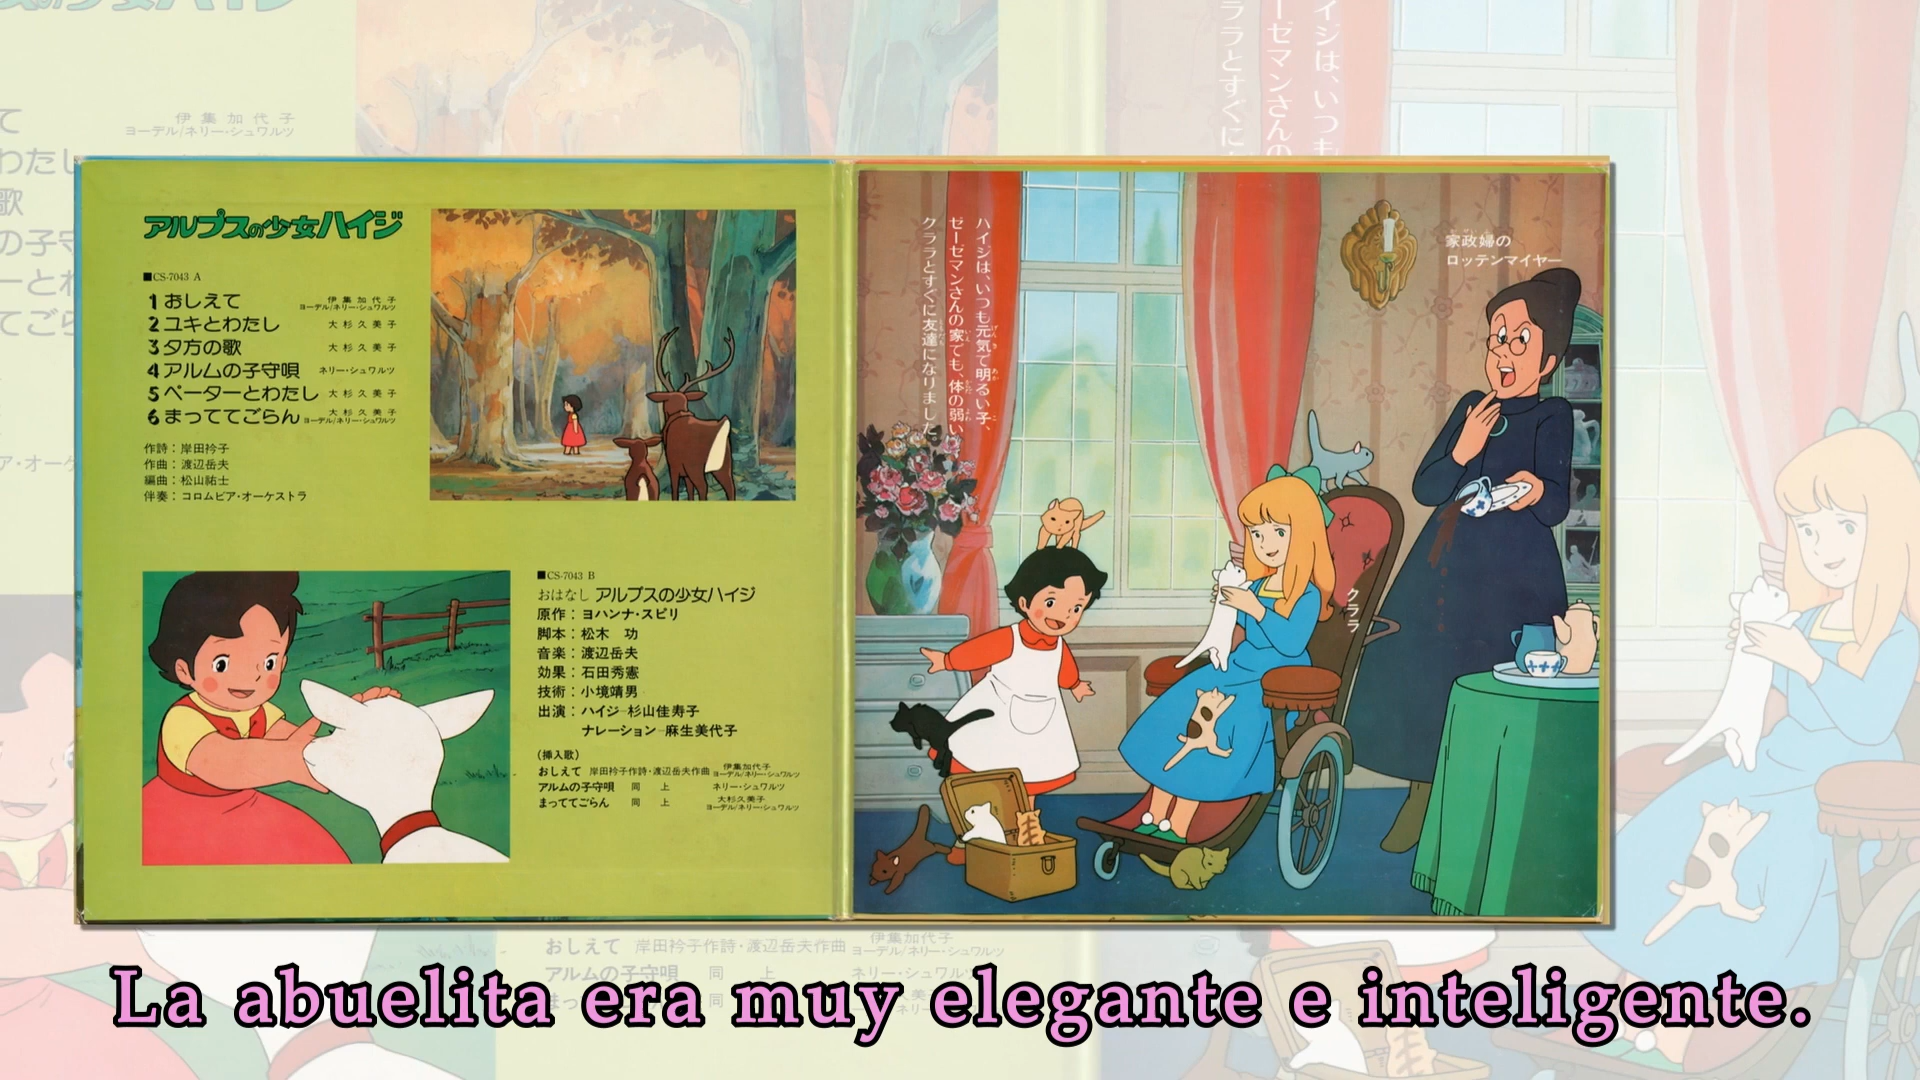 アルプスの少女ハイジ
■CS-7043 A
1 おしえて 伊集加代子
ヨーデル/ネリー・シュワルツ
2 ユキとわたし 大杉久美子
3 夕方の歌 大杉久美子
4 アルムの子守唄 ネリー・シュワルツ
5 ペーターとわたし 大杉久美子
6 まっててごらん 大杉久美子
ヨーデル/ネリー・シュワルツ
作詩：岸田衿子
作曲：渡辺岳夫
編曲：松山祐士
伴奏：コロムビア・オーケストラ
■CS-7043 B
おはなし アルプスの少女ハイジ
原作：ヨハンナ・スピリ
脚本：松木 功
音楽：渡辺岳夫
効果：石田秀憲
技術：小境靖男
出演：ハイジ―杉山佳寿子
ナレーション―麻生美代子
（挿入歌）
おしえて 岸田衿子作詩・渡辺岳夫作曲 伊集加代子
ヨーデル/ネリー・シュワルツ
アルムの子守唄 同 上 ネリー・シュワルツ
まっててごらん 同 上 大杉久美子
ヨーデル/ネリー・シュワルツ
ハイジは、いつも元気で明るい子、
ゼーゼマンさんの家でも、体の弱い
クララとすぐに友達になりました。
家政婦の
ロッテンマイヤー
クララ
La abuelita era muy elegante e inteligente.